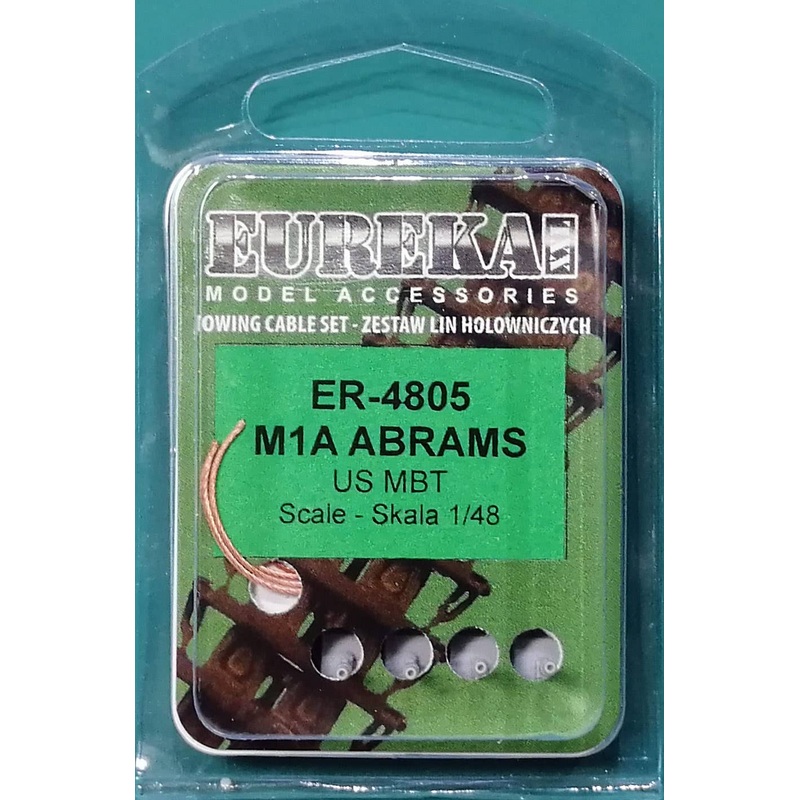 EUREKA XXL
MODEL ACCESSORIES
TOWING CABLE SET - ZESTAW LIN HOLOWNICZYCH
ER-4805
M1A ABRAMS
US MBT
Scale - Skala 1/48